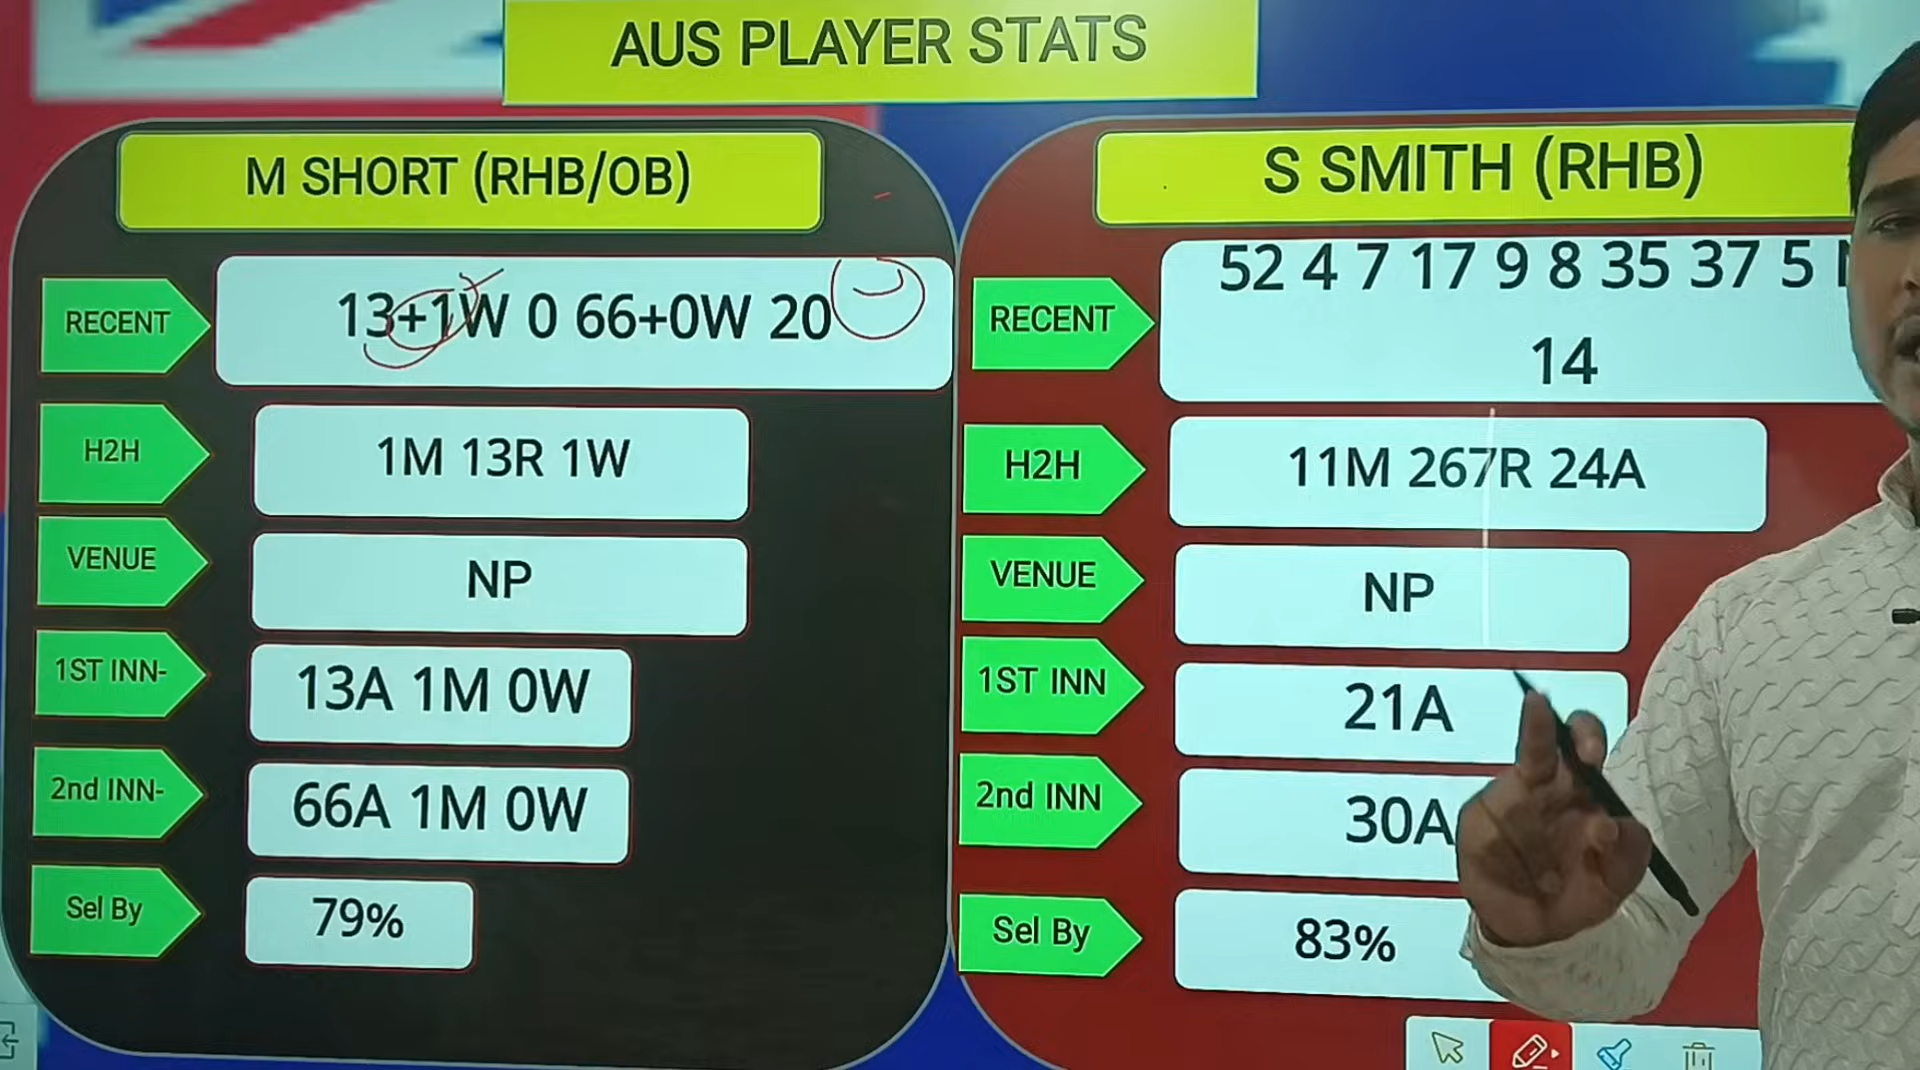 AUS PLAYER STATS
M SHORT (RHB/OB)
RECENT
13+1W 0 66+0W 20
H2H
1M 13R 1W
VENUE
NP
1ST INN-
13A 1M 0W
2nd INN-
66A 1M 0W
Sel By
79%
S SMITH (RHB)
RECENT
52 4 7 17 9 8 35 37 5
14
H2H
11M 267R 24A
VENUE
NP
1ST INN
21A
2nd INN
30A
Sel By
83%